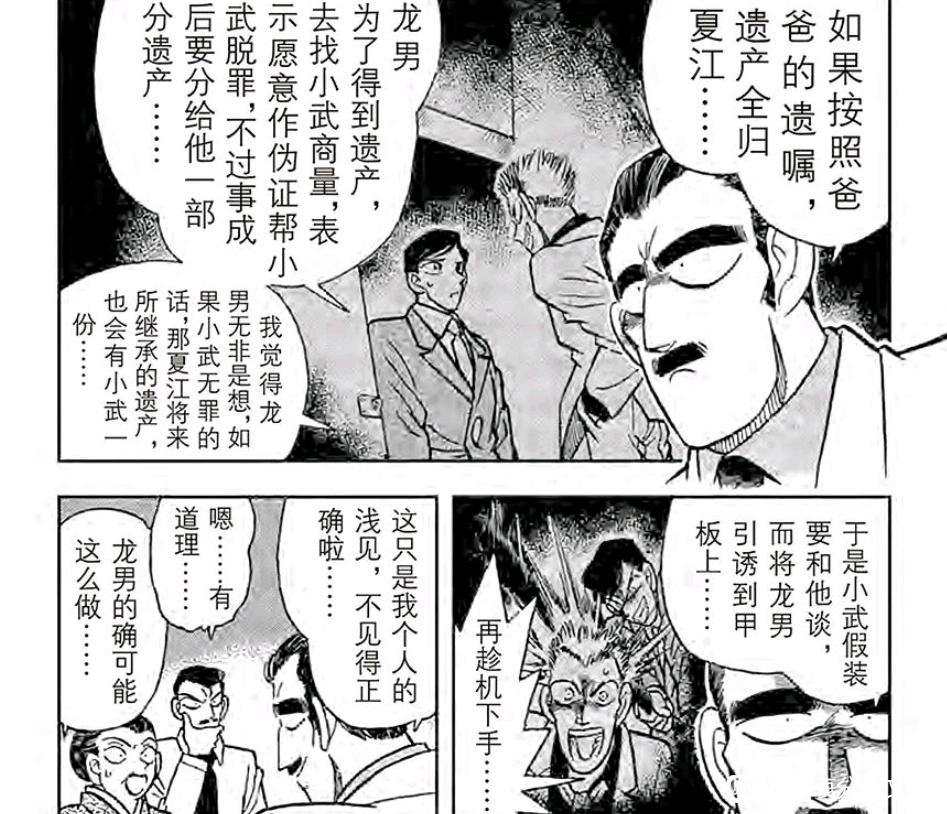 如果按照爸
爸的遗嘱，
遗产全归
夏江……
龙男
为了得到遗产，
去找小武商量，表
示愿意作伪证帮小
武脱罪，不过事成
后要分给他一部
分遗产……
我觉得龙
男无非是想，如
果小武无罪的
话，那夏江将来
所继承的遗产，
也会有小武一
份……
于是小武假装
要和他谈，
而将龙男
引诱到甲
板上……
再趁机下手……
这只是我个人的
浅见，不见得正
确啦……
嗯……有
道理……
龙男的确可能
这么做……